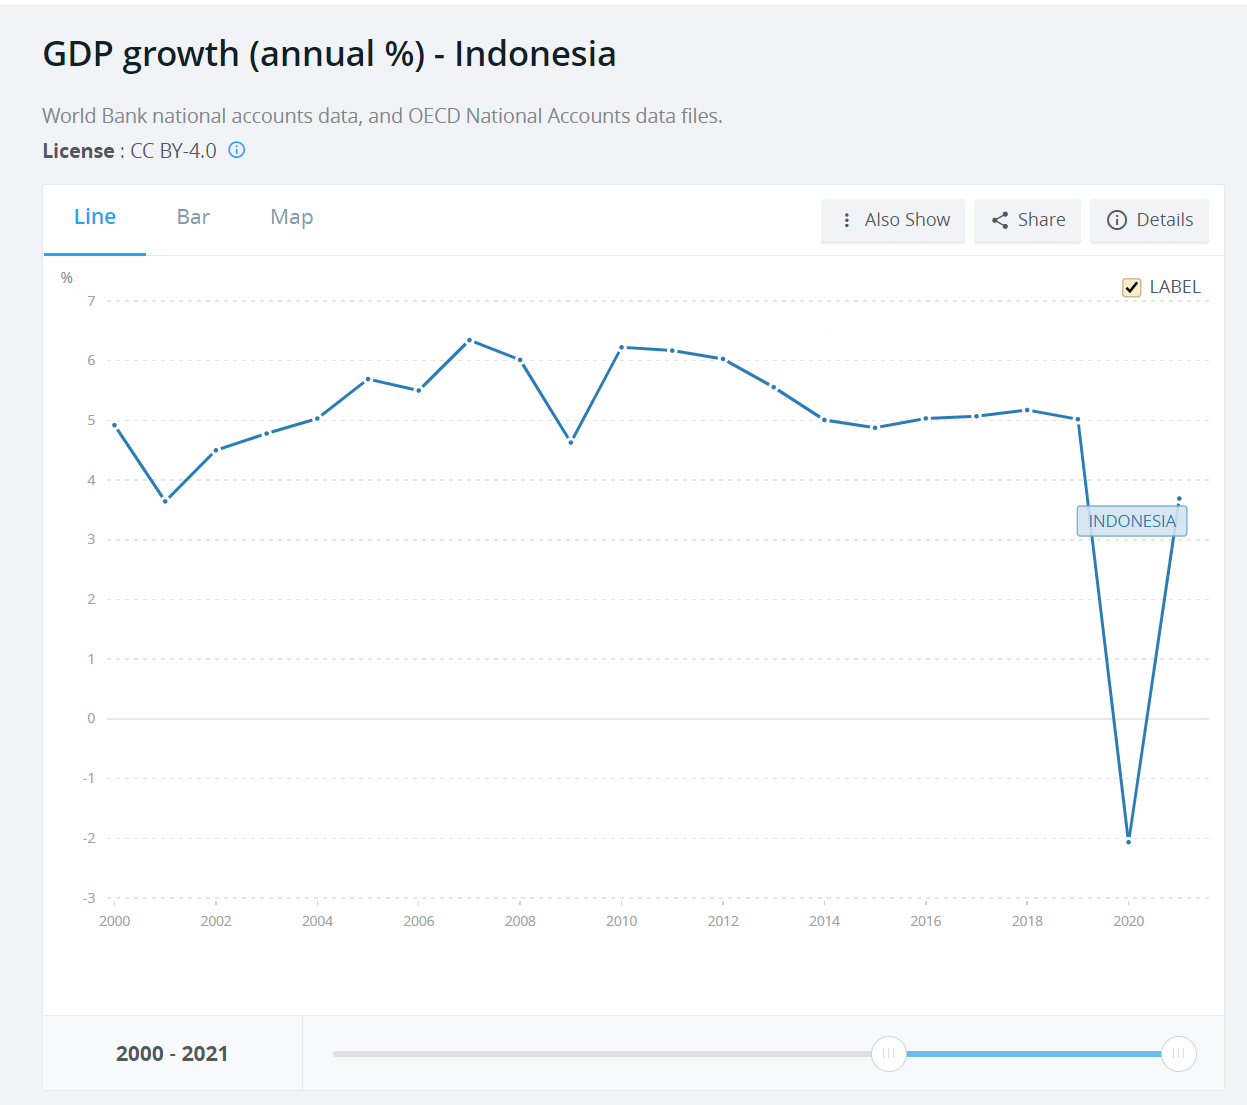 GDP growth (annual %) - Indonesia
World Bank national accounts data, and OECD National Accounts data files.
License : CC BY-4.0
Line Bar Map Also Show Share Details
%
LABEL
7
6
5
4
3
2
1
0
-1
-2
-3
INDONESIA
2000 2002 2004 2006 2008 2010 2012 2014 2016 2018 2020
2000 - 2021